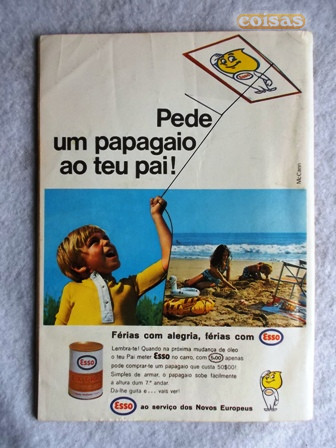 coisas
Pede
um papagaio
ao teu pai!
McCann
Férias com alegria, férias com Esso
Lembra-te! Quando na próxima mudança de óleo
o teu Pai meter Esso no carro, com 5$00 apenas
pode comprar-te um papagaio que custa 50$00!
Simples de armar, o papagaio sobe fàcilmente
à altura dum 7.º andar.
Da-lhe guita e... vais ver!
Esso
Esso ao serviço dos Novos Europeus